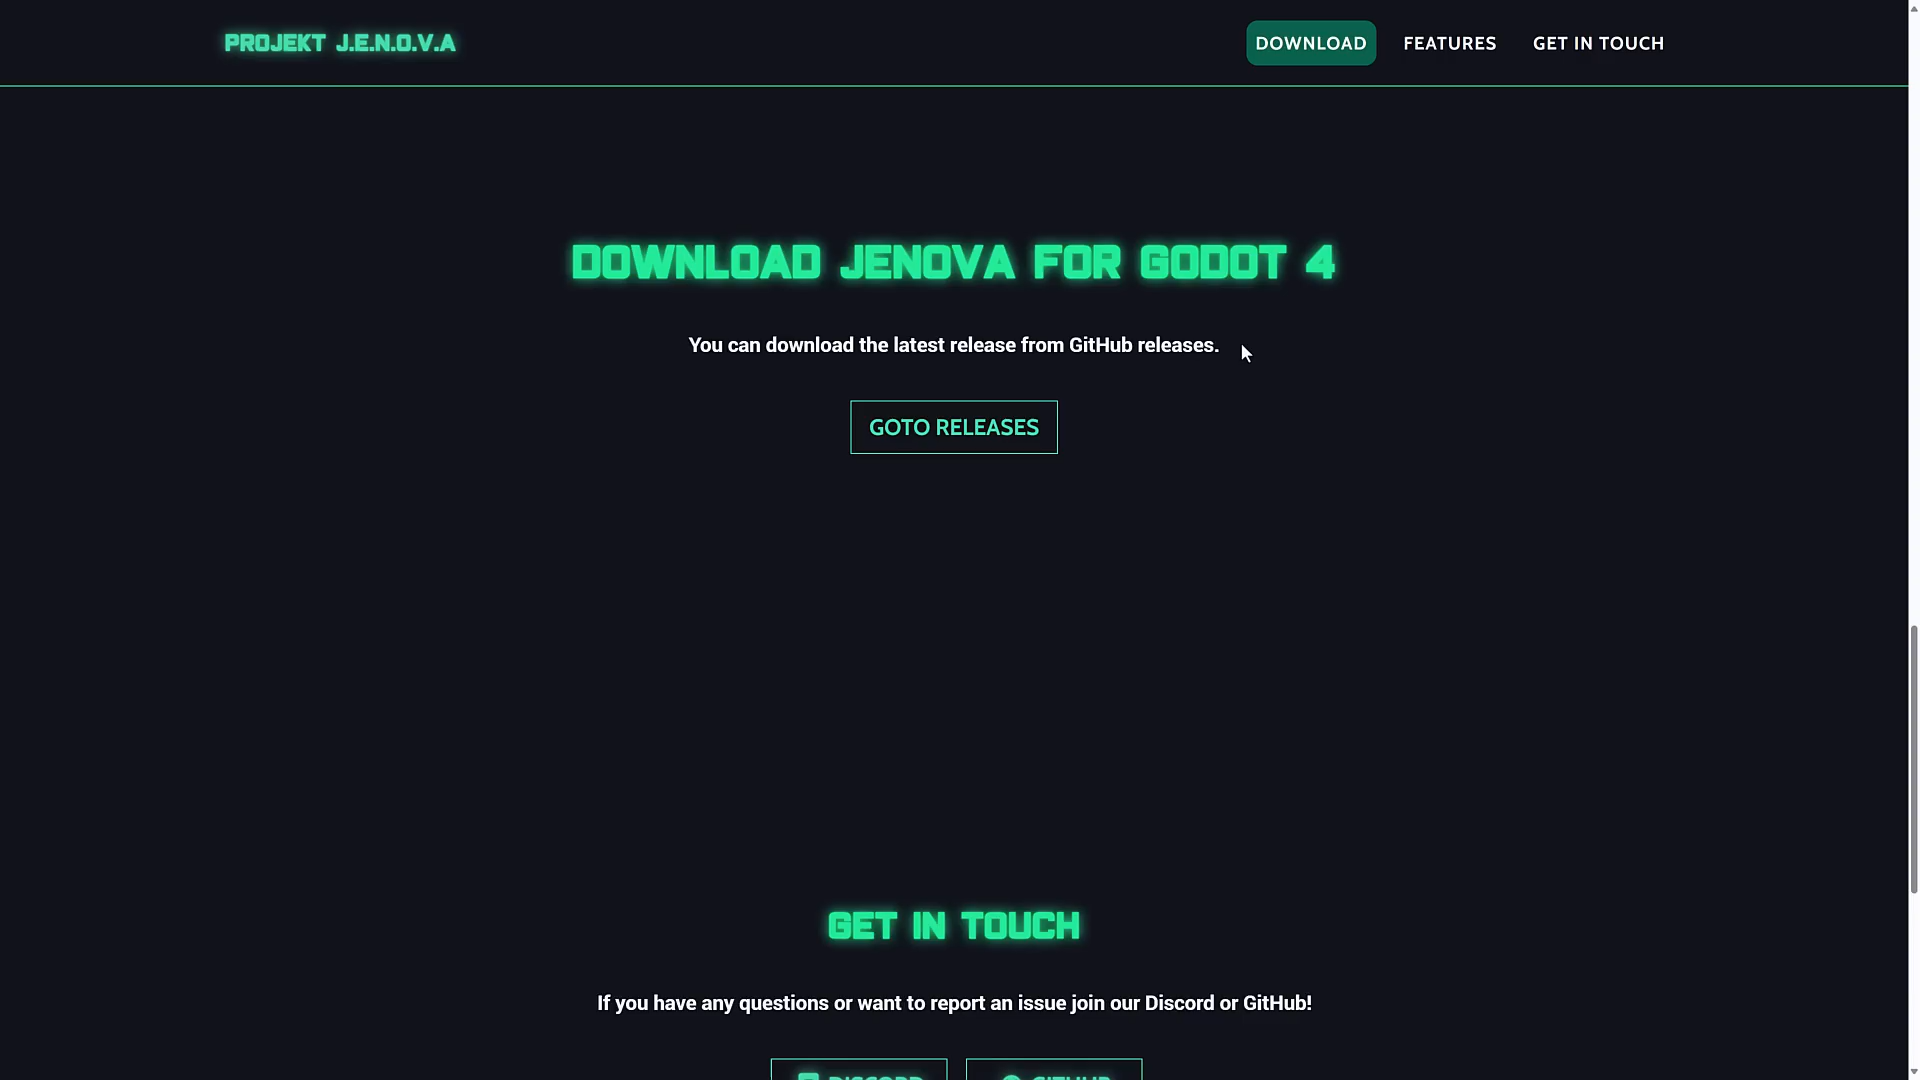 PROJEKT J.E.N.O.V.A
DOWNLOAD
FEATURES
GET IN TOUCH
DOWNLOAD JENOVA FOR GODOT 4
You can download the latest release from GitHub releases.
GOTO RELEASES
GET IN TOUCH
If you have any questions or want to report an issue join our Discord or GitHub!
DISCORD
GITHUB